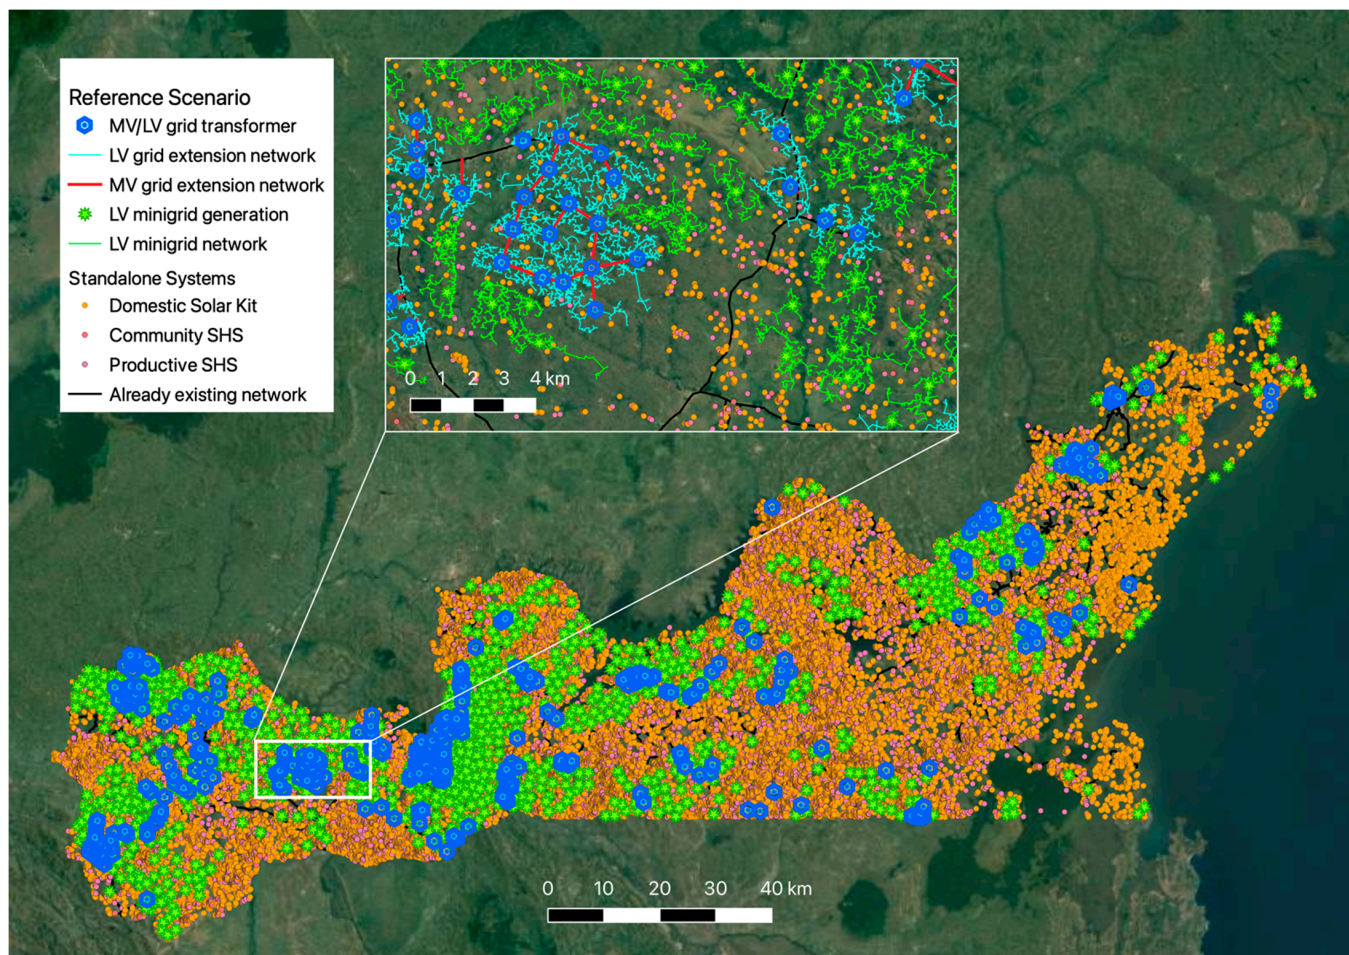 Reference Scenario
MV/LV grid transformer
LV grid extension network
MV grid extension network
LV minigrid generation
LV minigrid network
Standalone Systems
Domestic Solar Kit
Community SHS
Productive SHS
Already existing network
0 1 2 3 4 km
0 10 20 30 40 km